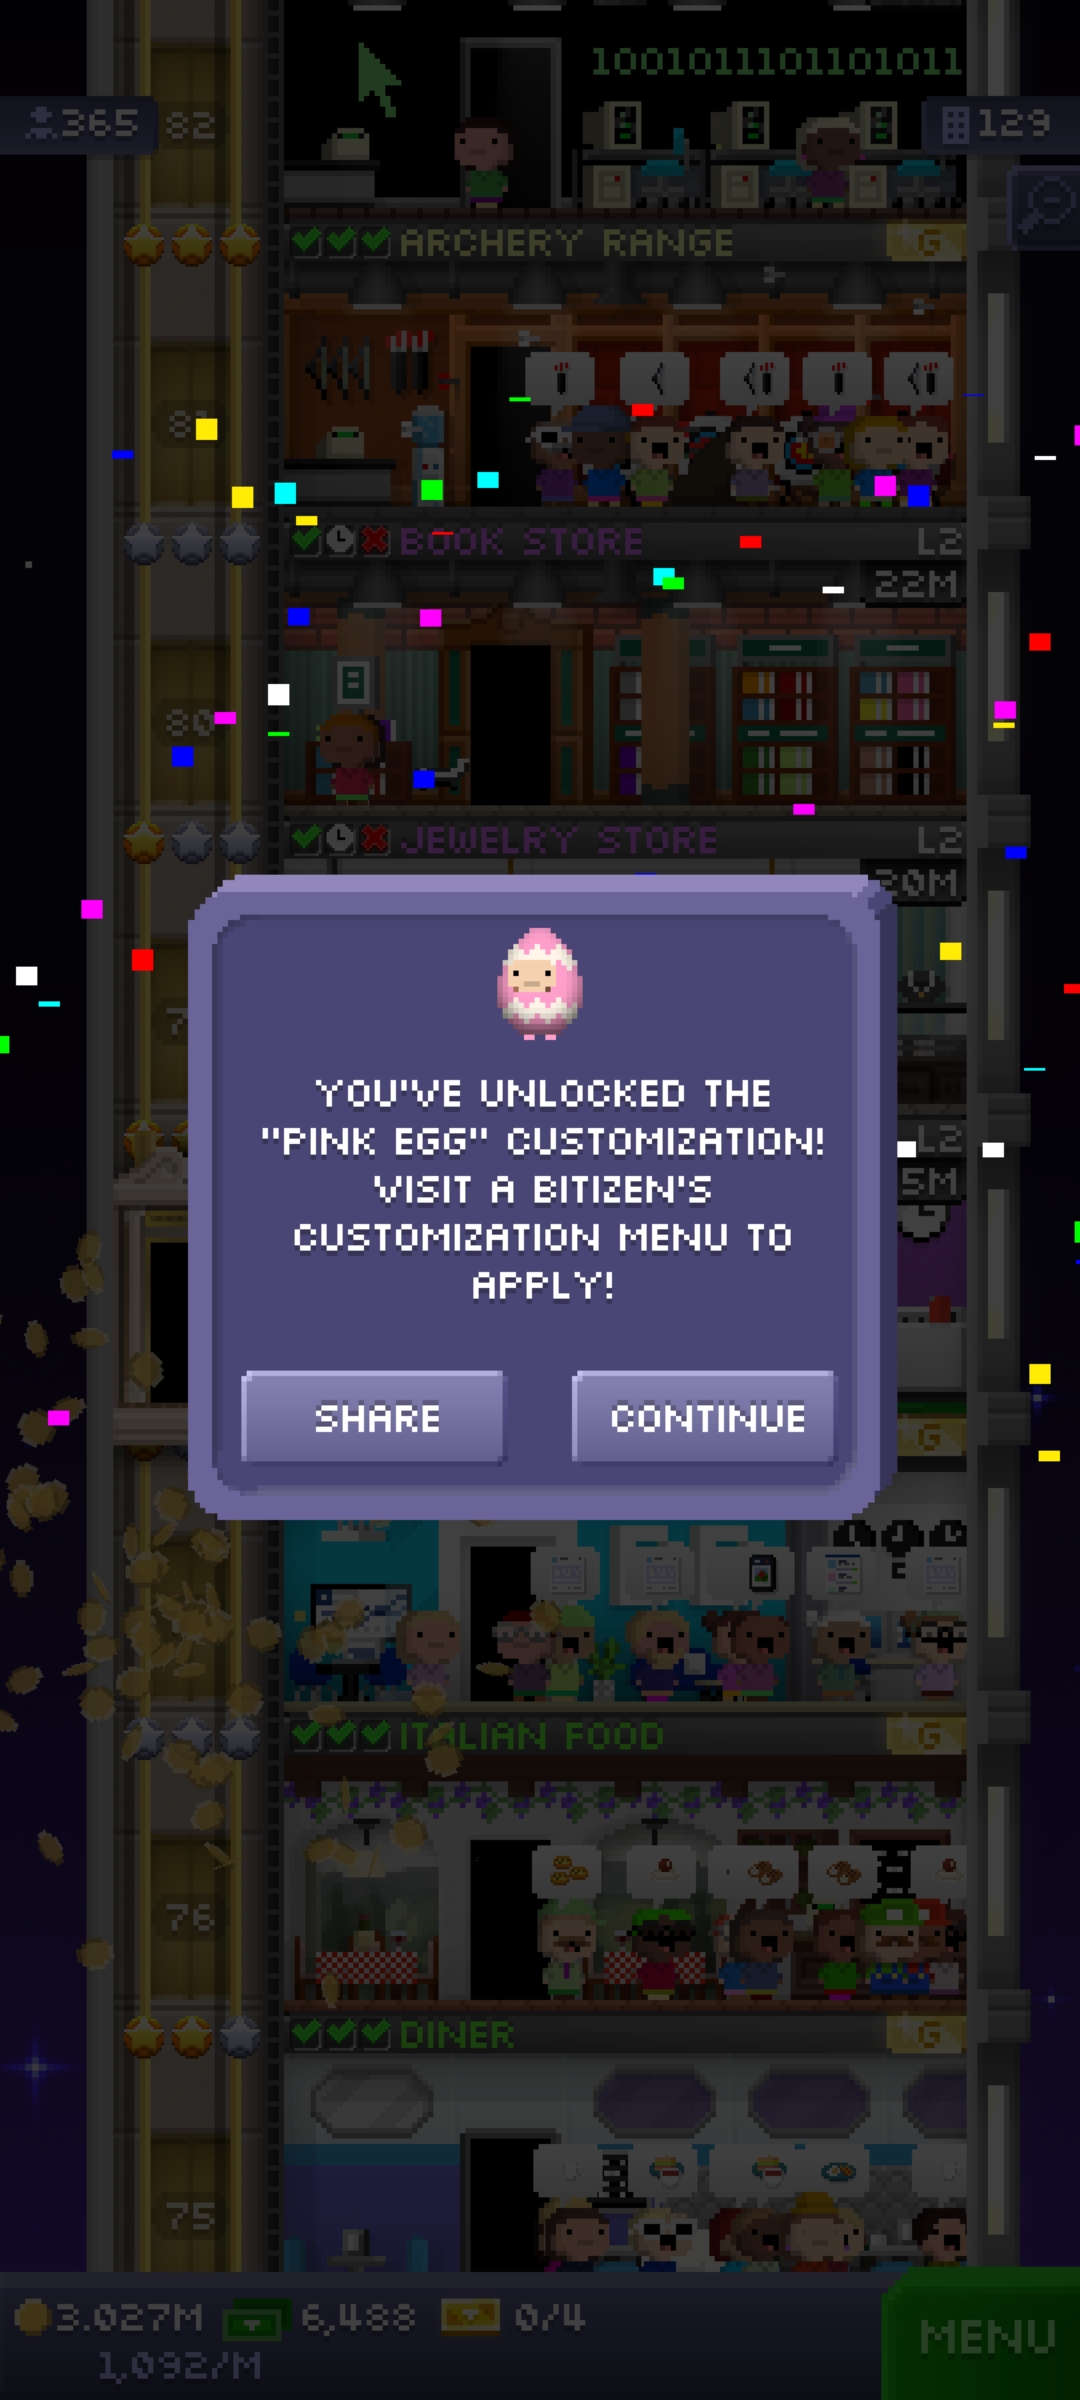 1001011101101011
365
82
129
ARCHERY RANGE
G
BOOK STORE
L2
22M
80
JEWELRY STORE
L2
YOU'VE UNLOCKED THE
"PINK EGG" CUSTOMIZATION!
VISIT A BITIZEN'S
CUSTOMIZATION MENU TO
APPLY!
L2
5M
G
SHARE
CONTINUE
G
ITALIAN FOOD
G
76
DINER
G
75
3.027M
6,488
0/4
1,092/M
MENU